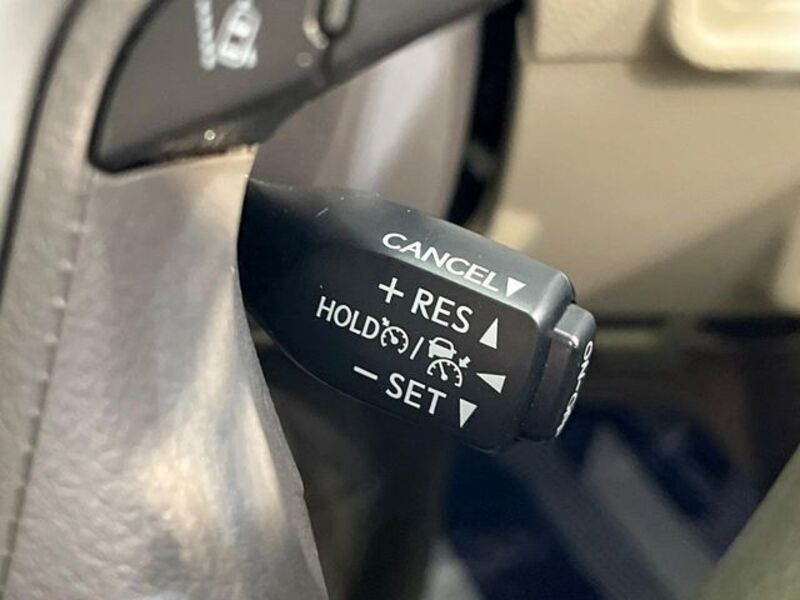 CANCEL▼
+ RES ▲
HOLD /
− SET ▼